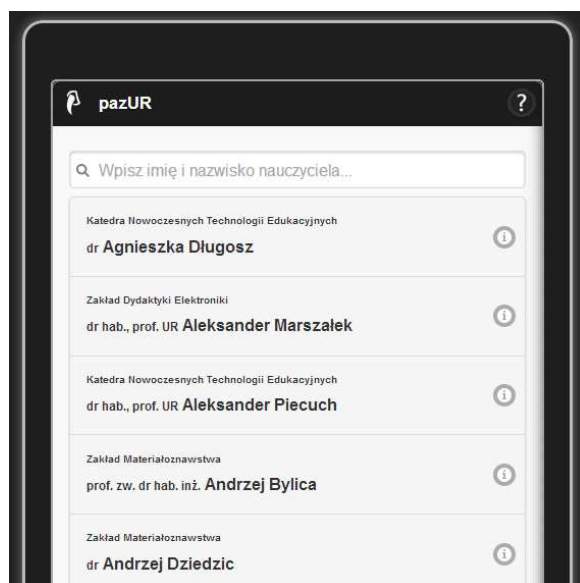 pazUR
?
Wpisz imię i nazwisko nauczyciela...
Katedra Nowoczesnych Technologii Edukacyjnych
dr Agnieszka Długosz
Zakład Dydaktyki Elektroniki
dr hab., prof. UR Aleksander Marszałek
Katedra Nowoczesnych Technologii Edukacyjnych
dr hab., prof. UR Aleksander Piecuch
Zakład Materiałoznawstwa
prof. zw. dr hab. inż. Andrzej Bylica
Zakład Materiałoznawstwa
dr Andrzej Dziedzic